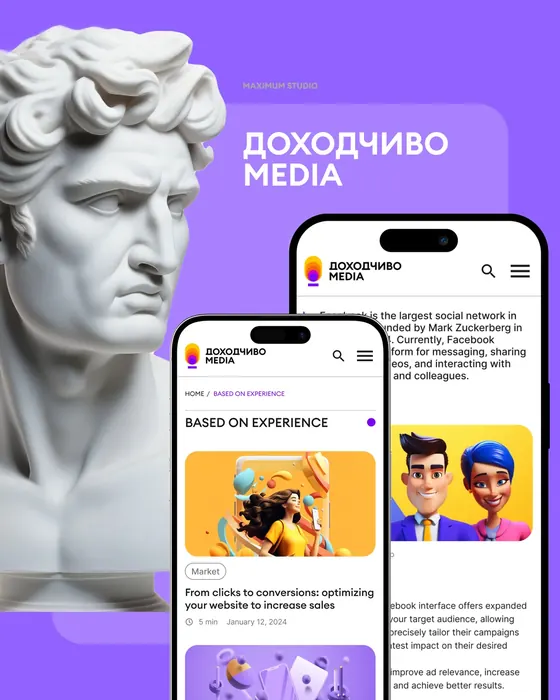 MAXIMUM STUDIO
ДОХОДЧИВО
MEDIA
ДОХОДЧИВО
MEDIA
is the largest social network in
unded by Mark Zuckerberg in
Currently, Facebook
form for messaging, sharing
eos, and interacting with
and colleagues.
ДОХОДЧИВО
MEDIA
HOME / BASED ON EXPERIENCE
BASED ON EXPERIENCE
Market
From clicks to conversions: optimizing
your website to increase sales
5 min January 12, 2024
ebook interface offers expanded
your target audience, allowing
precisely tailor their campaigns
atest impact on their desired
improve ad relevance, increase
and achieve better results.